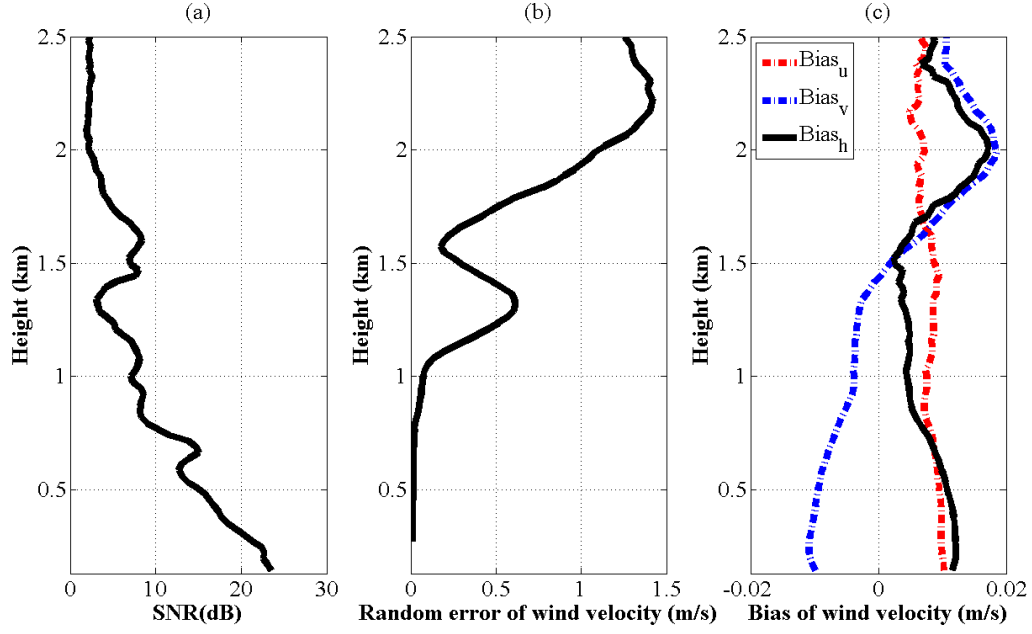 (a)
(b)
(c)
2.5
2
1.5
1
0.5
Height (km)
0
10
20
30
SNR(dB)
2.5
2
1.5
1
0.5
Height (km)
0
0.5
1
1.5
Random error of wind velocity (m/s)
2.5
2
1.5
1
0.5
Height (km)
Bias_u
Bias_v
Bias_h
-0.02
0
0.02
Bias of wind velocity (m/s)